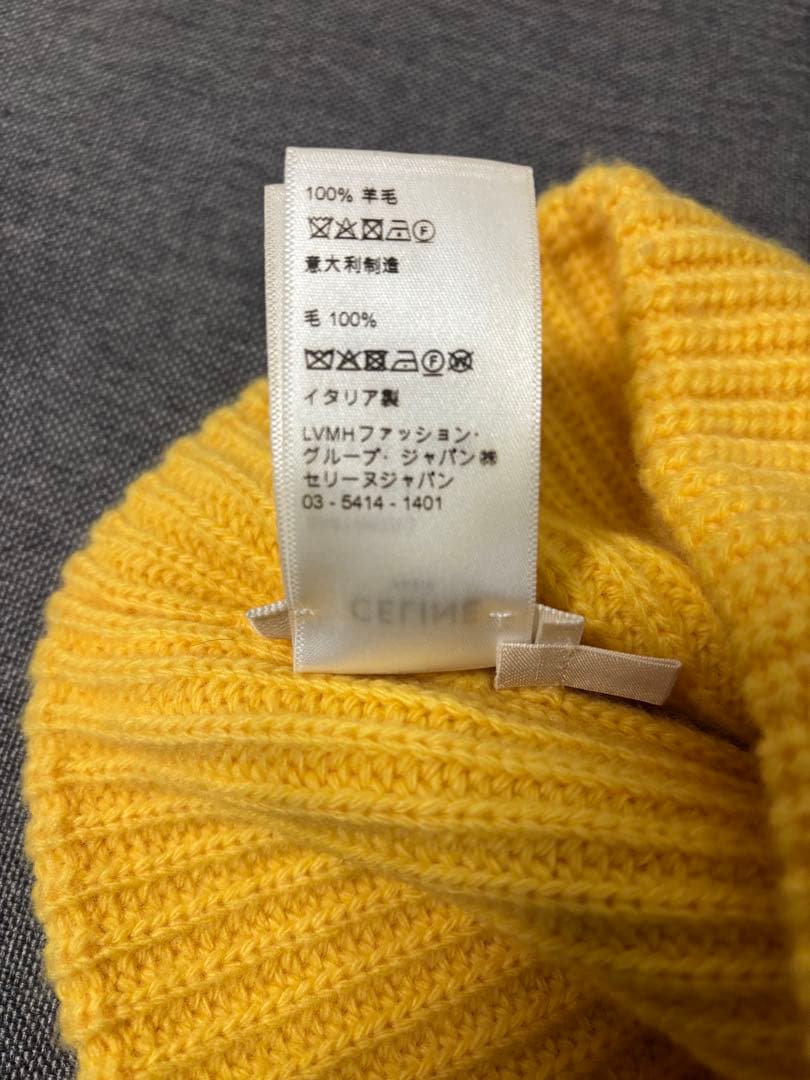 100% 羊毛
意大利制造
毛 100%
イタリア製
LVMHファッション・
グループ・ジャパン㈱
セリーヌジャパン
03 - 5414 - 1401
CELINE